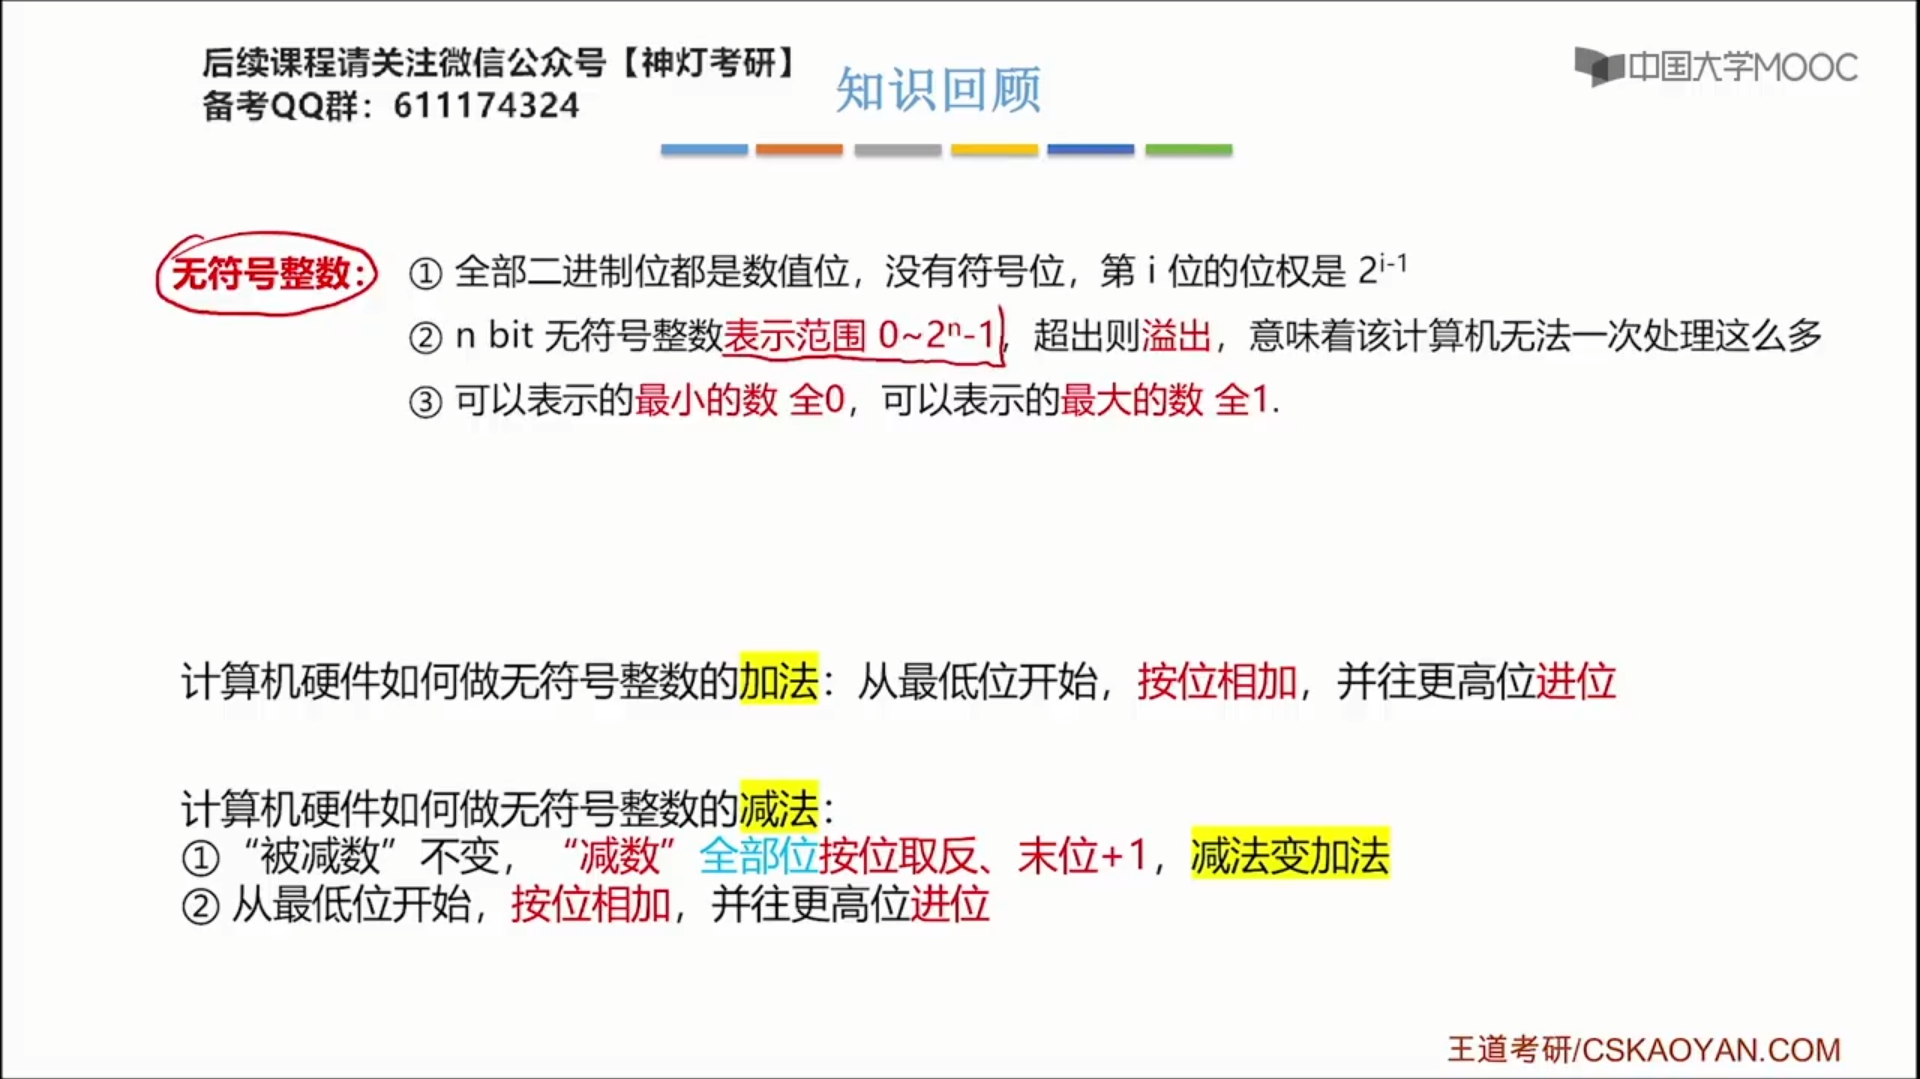 后续课程请关注微信公众号【神灯考研】
备考QQ群：611174324
知识回顾
中国大学MOOC
无符号整数：
① 全部二进制位都是数值位，没有符号位，第 i 位的位权是 2ⁱ⁻¹
② n bit 无符号整数表示范围 0~2ⁿ-1，超出则溢出，意味着该计算机无法一次处理这么多
③ 可以表示的最小的数 全0，可以表示的最大的数 全1.
计算机硬件如何做无符号整数的加法：从最低位开始，按位相加，并往更高位进位
计算机硬件如何做无符号整数的减法：
①“被减数”不变，“减数”全部位按位取反、末位+1，减法变加法
② 从最低位开始，按位相加，并往更高位进位
王道考研/CSKAOYAN.COM